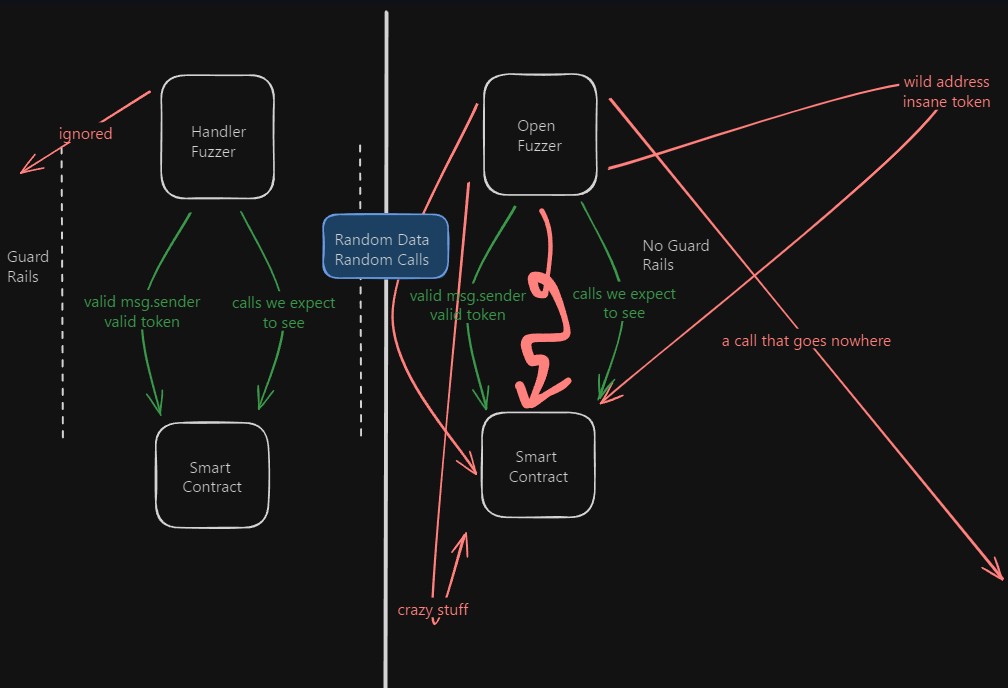 Handler
Fuzzer
ignored
Guard
Rails
valid msg.sender
valid token
calls we expect
to see
Smart
Contract
Random Data
Random Calls
Open
Fuzzer
wild address
insane token
No Guard
Rails
valid msg.sender
valid token
calls we expect
to see
a call that goes nowhere
Smart
Contract
crazy stuff